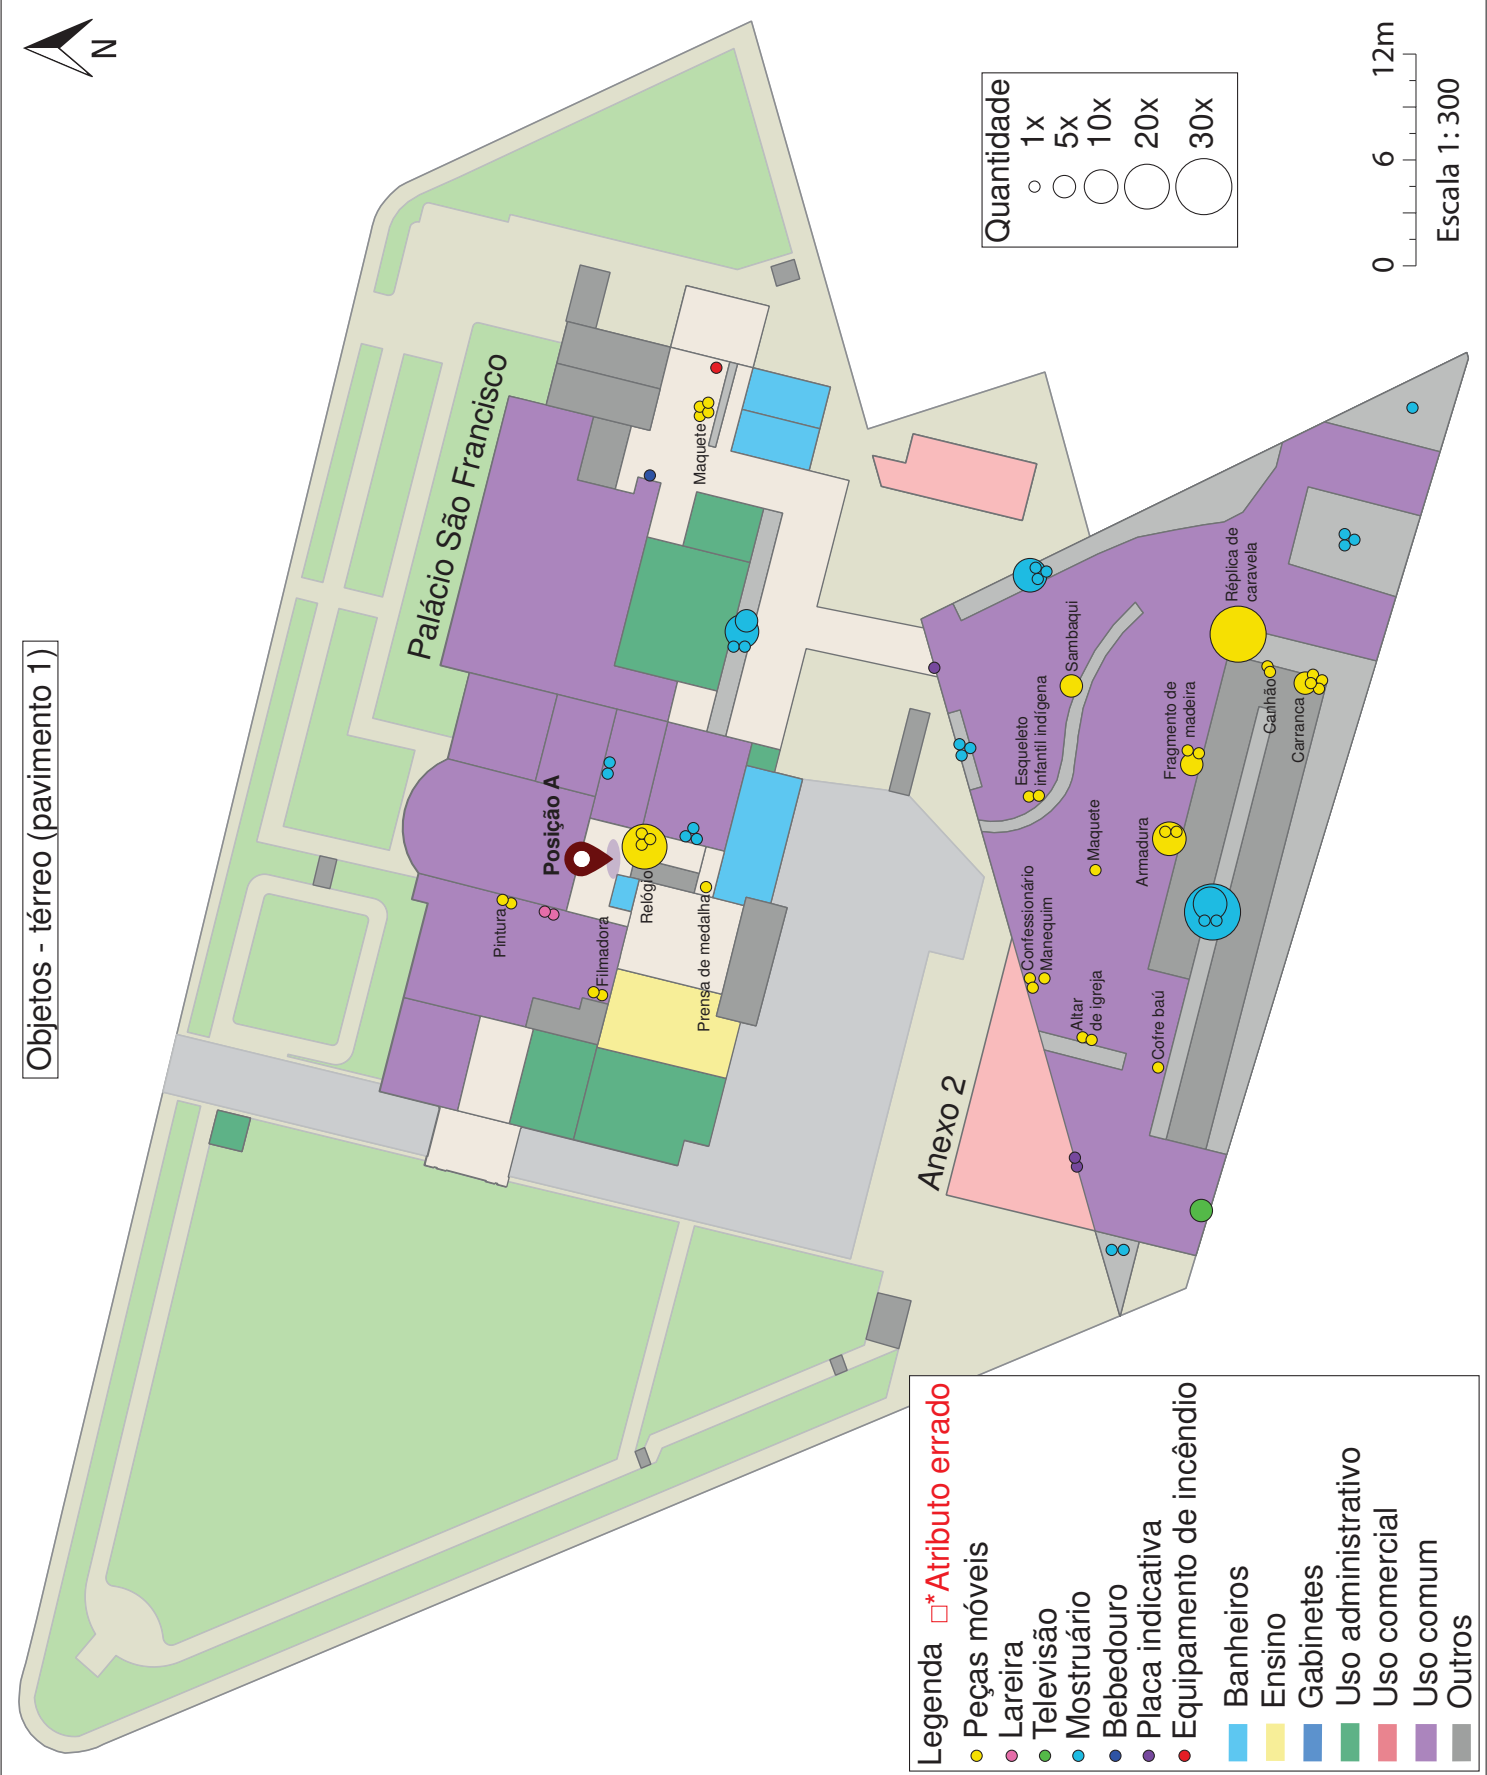 Objetos - térreo (pavimento 1)
N
Palácio São Francisco
Posição A
Pintura
Filmadora
Relógio
Prensa de medalha
Maquete
Anexo 2
Esqueleto
infantil indígena
Sambaqui
Réplica de
caravela
Fragmento de
madeira
Canhão
Carranca
Maquete
Armadura
Confessionário
Manequim
Altar
de igreja
Cofre baú
Legenda □*Atributo errado
Peças móveis
Lareira
Televisão
Mostruário
Bebedouro
Placa indicativa
Equipamento de incêndio
Banheiros
Ensino
Gabinetes
Uso administrativo
Uso comercial
Uso comum
Outros
Quantidade
1x
5x
10x
20x
30x
0 6 12m
Escala 1:300